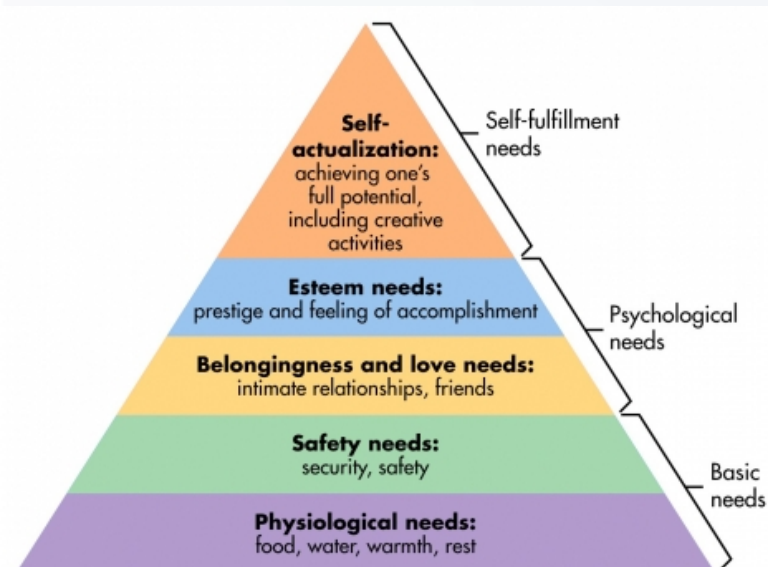 Self-
actualization:
achieving one's
full potential,
including creative
activities
Self-fulfillment
needs
Esteem needs:
prestige and feeling of accomplishment
Psychological
needs
Belongingness and love needs:
intimate relationships, friends
Safety needs:
security, safety
Basic
needs
Physiological needs:
food, water, warmth, rest